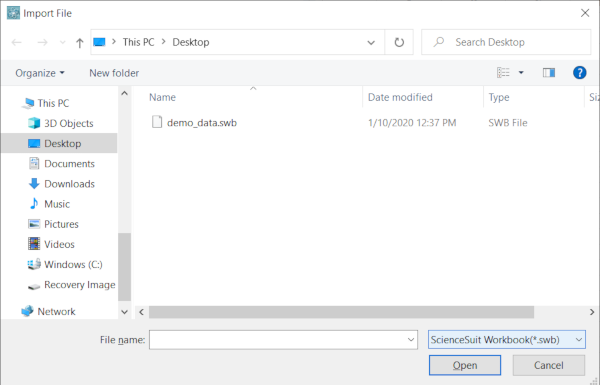 Import File
This PC > Desktop
Search Desktop
Organize
New folder
Name
Date modified
Type
Siz
This PC
3D Objects
Desktop
Documents
Downloads
Music
Pictures
Videos
Windows (C:)
Recovery Image
Network
demo_data.swb
1/10/2020 12:37 PM
SWB File
File name:
ScienceSuit Workbook(*.swb)
Open
Cancel